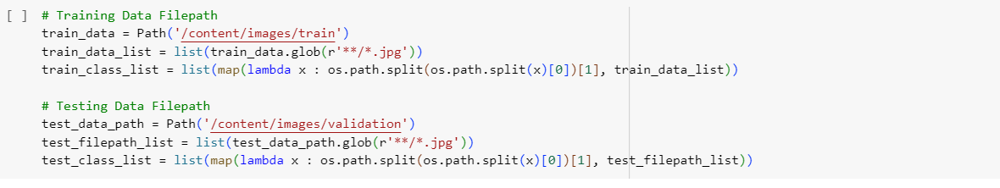 [ ] # Training Data Filepath
train_data = Path('/content/images/train')
train_data_list = list(train_data.glob(r'**/*.jpg'))
train_class_list = list(map(lambda x : os.path.split(os.path.split(x)[0])[1], train_data_list))
# Testing Data Filepath
test_data_path = Path('/content/images/validation')
test_filepath_list = list(test_data_path.glob(r'**/*.jpg'))
test_class_list = list(map(lambda x : os.path.split(os.path.split(x)[0])[1], test_filepath_list))